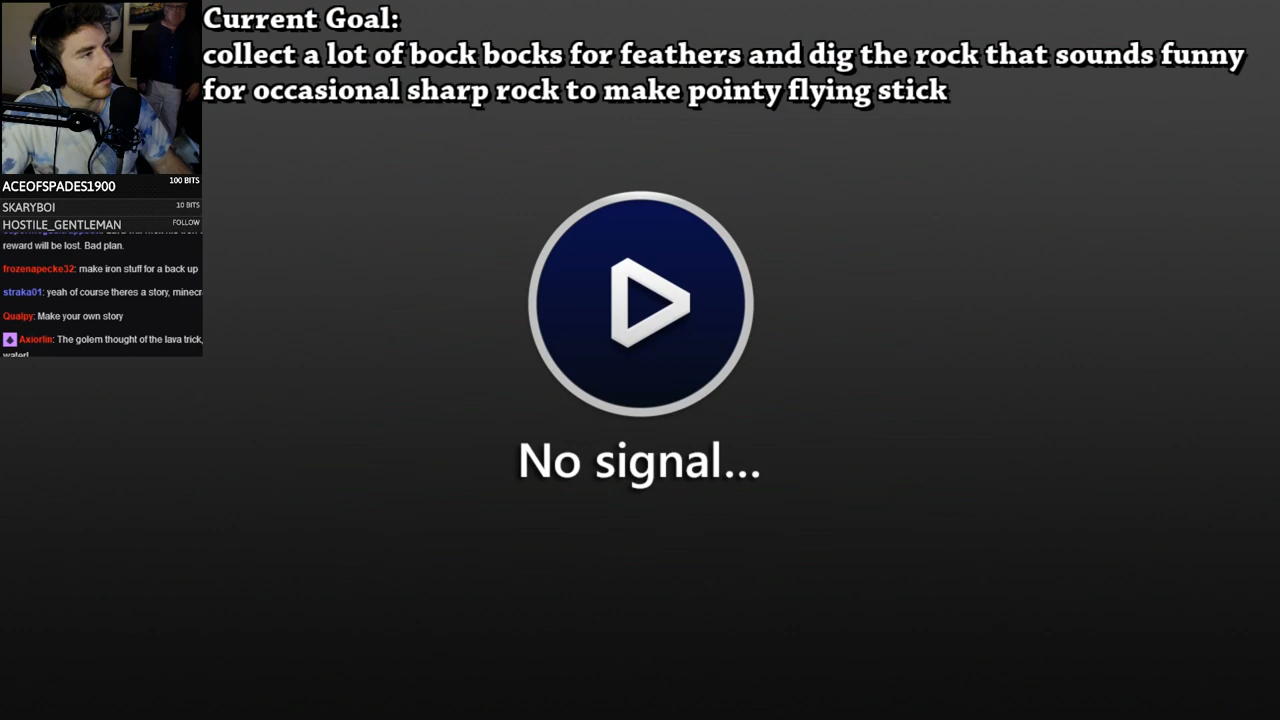 Current Goal:
collect a lot of bock bocks for feathers and dig the rock that sounds funny
for occasional sharp rock to make pointy flying stick
ACEOFSPADES1900 100 BITS
SKARYBOI 10 BITS
HOSTILE_GENTLEMAN FOLLOW
reward will be lost. Bad plan.
frozenapecke32: make iron stuff for a back up
straka01: yeah of course theres a story, minecr
Qualpy: Make your own story
Axiorlin: The golem thought of the lava trick,
water!
No signal...